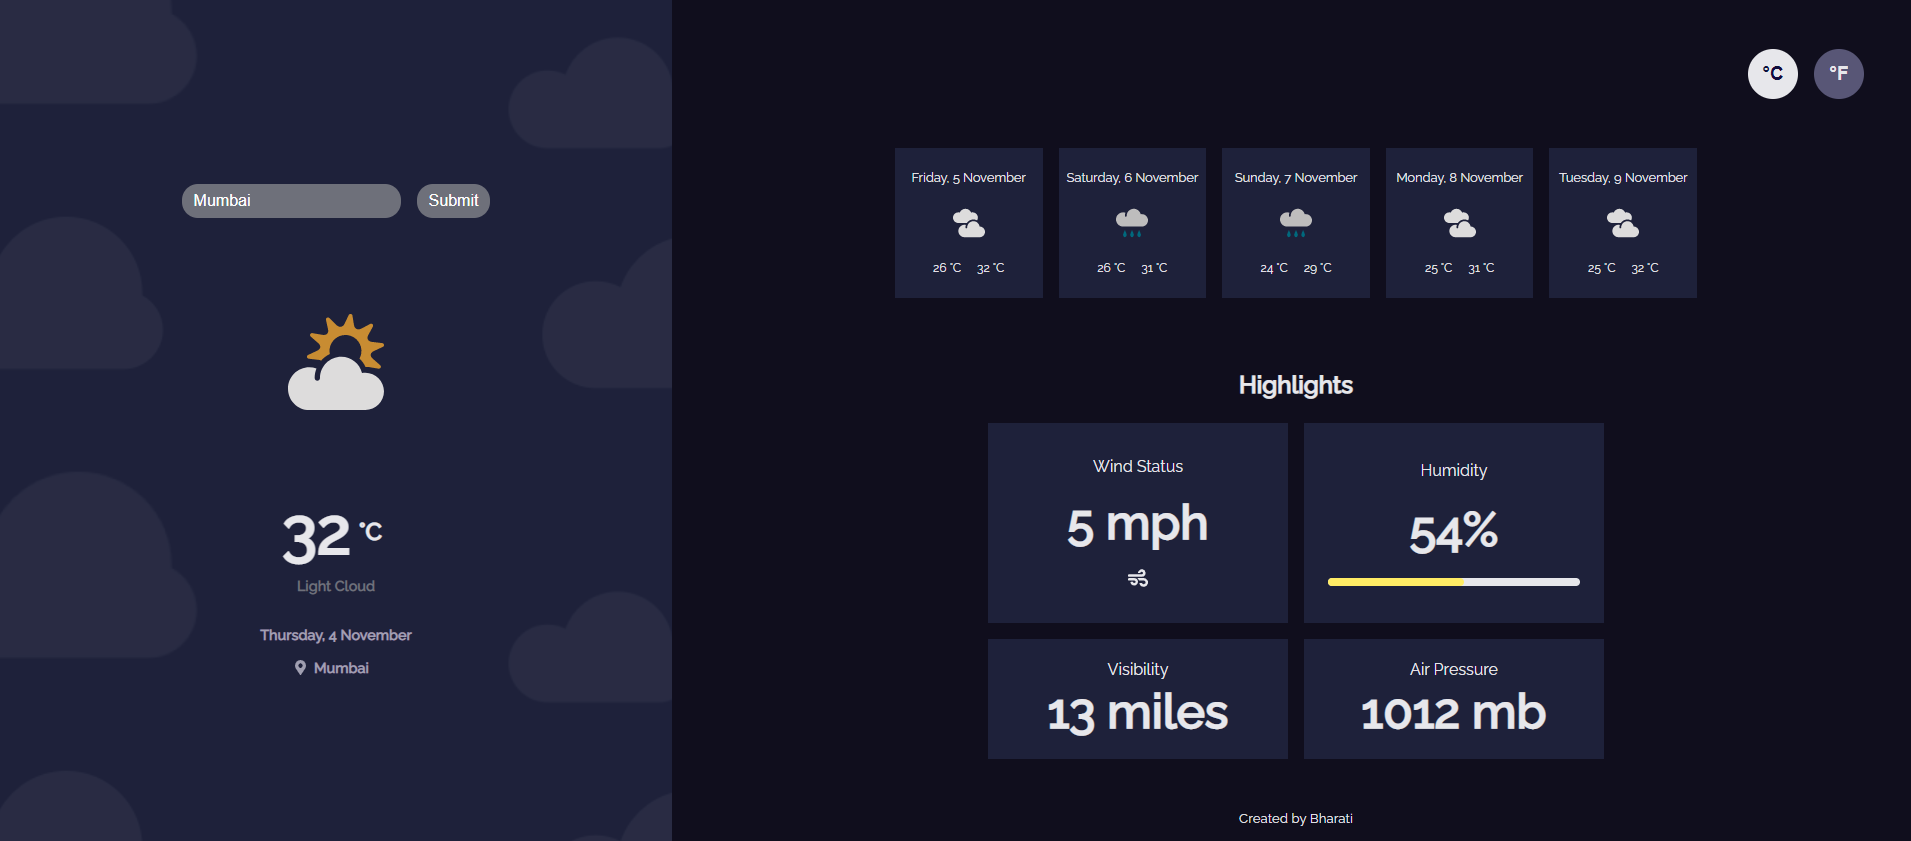 Mumbai
Submit
32 °C
Light Cloud
Thursday, 4 November
Mumbai
°C
°F
Friday, 5 November
26 °C 32 °C
Saturday, 6 November
26 °C 31 °C
Sunday, 7 November
24 °C 29 °C
Monday, 8 November
25 °C 31 °C
Tuesday, 9 November
25 °C 32 °C
Highlights
Wind Status
5 mph
Humidity
54%
Visibility
13 miles
Air Pressure
1012 mb
Created by Bharati